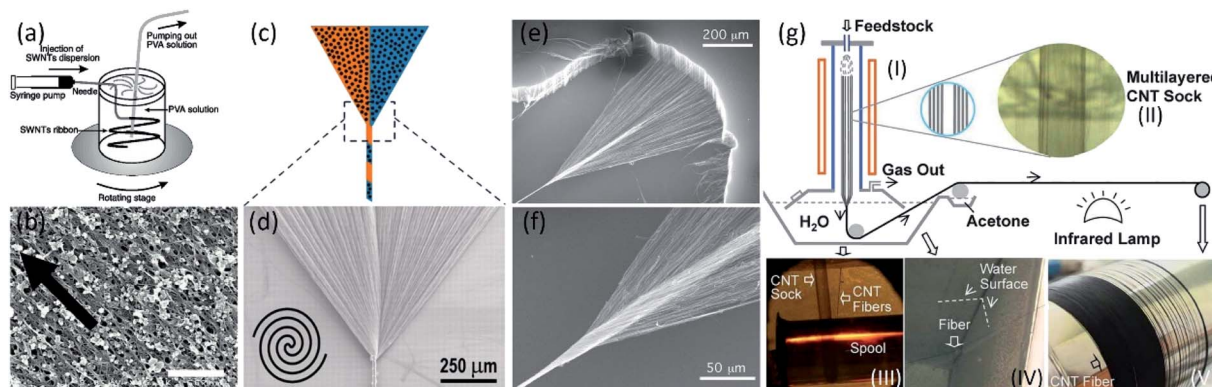 (a)
Pumping out
PVA solution
Injection of
SWNTs dispersion
Syringe pump
Needle
PVA solution
SWNTs ribbon
Rotating stage
(b)
(c)
(d)
250 μm
(e)
200 μm
(f)
50 μm
(g)
Feedstock
(I)
Multilayered
CNT Sock
(II)
Gas Out
H2O
Acetone
Infrared Lamp
CNT
Sock
CNT
Fibers
Spool
(III)
Water
Surface
Fiber
(IV)
CNT Fiber
(V)